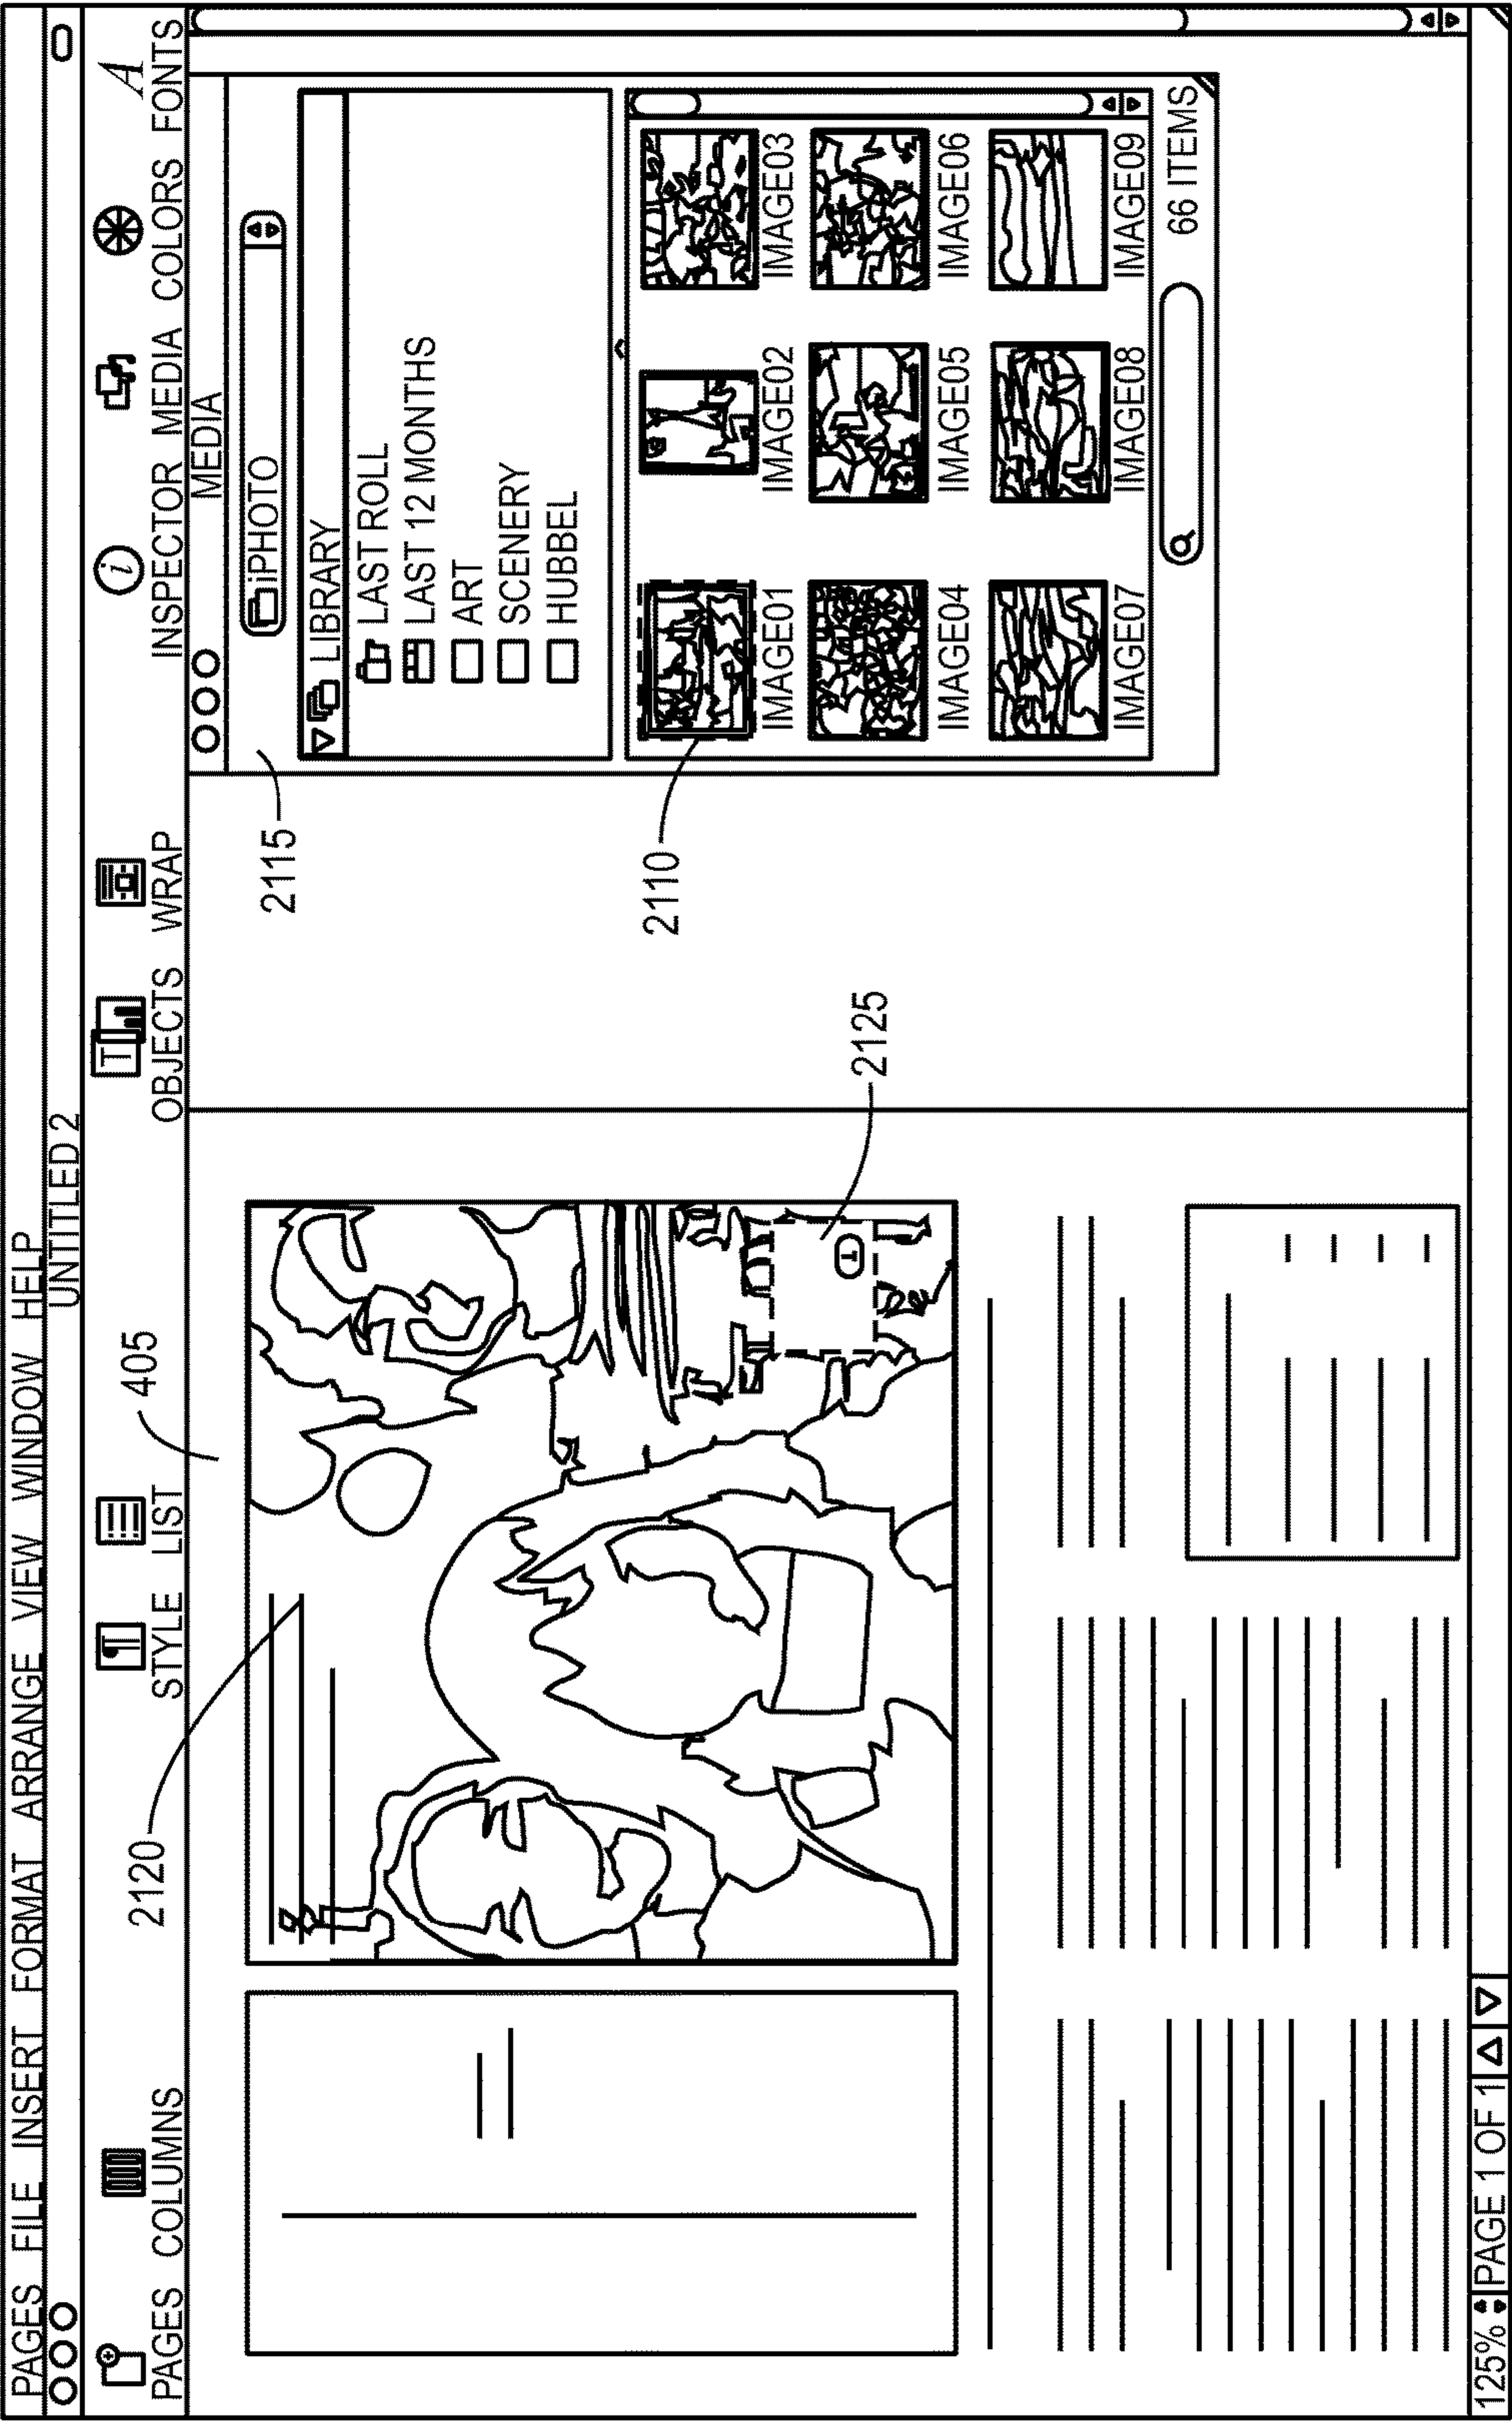 PAGES FILE INSERT FORMAT ARRANGE VIEW WINDOW HELP
UNTITLED 2
PAGES COLUMNS STYLE LIST OBJECTS WRAP INSPECTOR MEDIA COLORS FONTS
i
A
T
2120
405
2115
2110
2125
T
MEDIA
iPHOTO
LIBRARY
LAST ROLL
LAST 12 MONTHS
ART
SCENERY
HUBBEL
IMAGE01 IMAGE02 IMAGE03
IMAGE04 IMAGE05 IMAGE06
IMAGE07 IMAGE08 IMAGE09
66 ITEMS
125% PAGE 1 OF 1